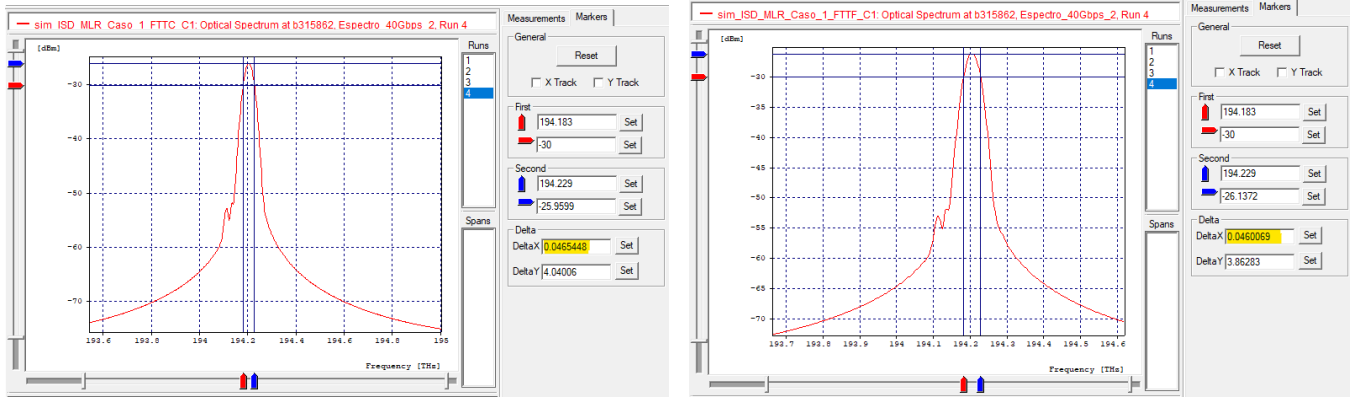 sim_ISD_MLR_Caso_1_FTTC_C1: Optical Spectrum at b315862, Espectro_40Gbps_2, Run 4
[dBm]
-30
-40
-50
-60
-70
193.6
193.8
194
194.2
194.4
194.6
194.8
195
Frequency [THz]
Runs
1
2
3
4
Spans
Measurements
Markers
General
Reset
X Track
Y Track
First
194.183
Set
-30
Set
Second
194.229
Set
-25.9599
Set
Delta
DeltaX
0.0465448
Set
DeltaY
4.04006
Set
sim_ISD_MLR_Caso_1_FTTF_C1: Optical Spectrum at b315862, Espectro_40Gbps_2, Run 4
[dBm]
-30
-35
-40
-45
-50
-55
-60
-65
-70
193.7
193.8
193.9
194
194.1
194.2
194.3
194.4
194.5
194.6
Frequency [THz]
Runs
1
2
3
4
Spans
Measurements
Markers
General
Reset
X Track
Y Track
First
194.183
Set
-30
Set
Second
194.229
Set
-26.1372
Set
Delta
DeltaX
0.0460069
Set
DeltaY
3.86283
Set